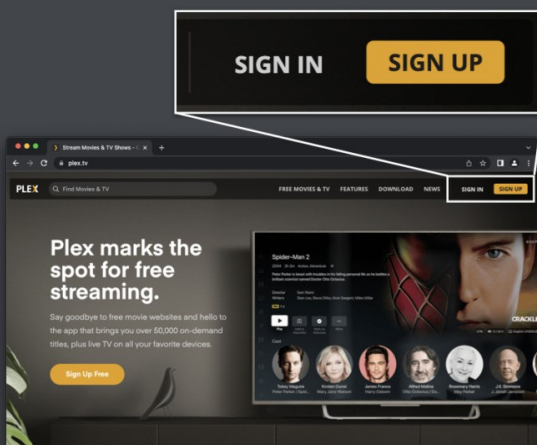 SIGN IN SIGN UP
Stream Movies & TV Shows -
plex.tv
PLEX Find Movies & TV FREE MOVIES & TV FEATURES DOWNLOAD NEWS SIGN IN SIGN UP
Plex marks the
spot for free
streaming.
Say goodbye to free movie websites and hello to
the app that brings you over 50,000 on-demand
titles, plus live TV on all your favorite devices.
Sign Up Free
Spider-Man 2
Director
Writers
CRACKLE
Play
Cast
Tobey Maguire Kirsten Dunst James Franco Alfred Molina Rosemary Harris J.K. Simmons